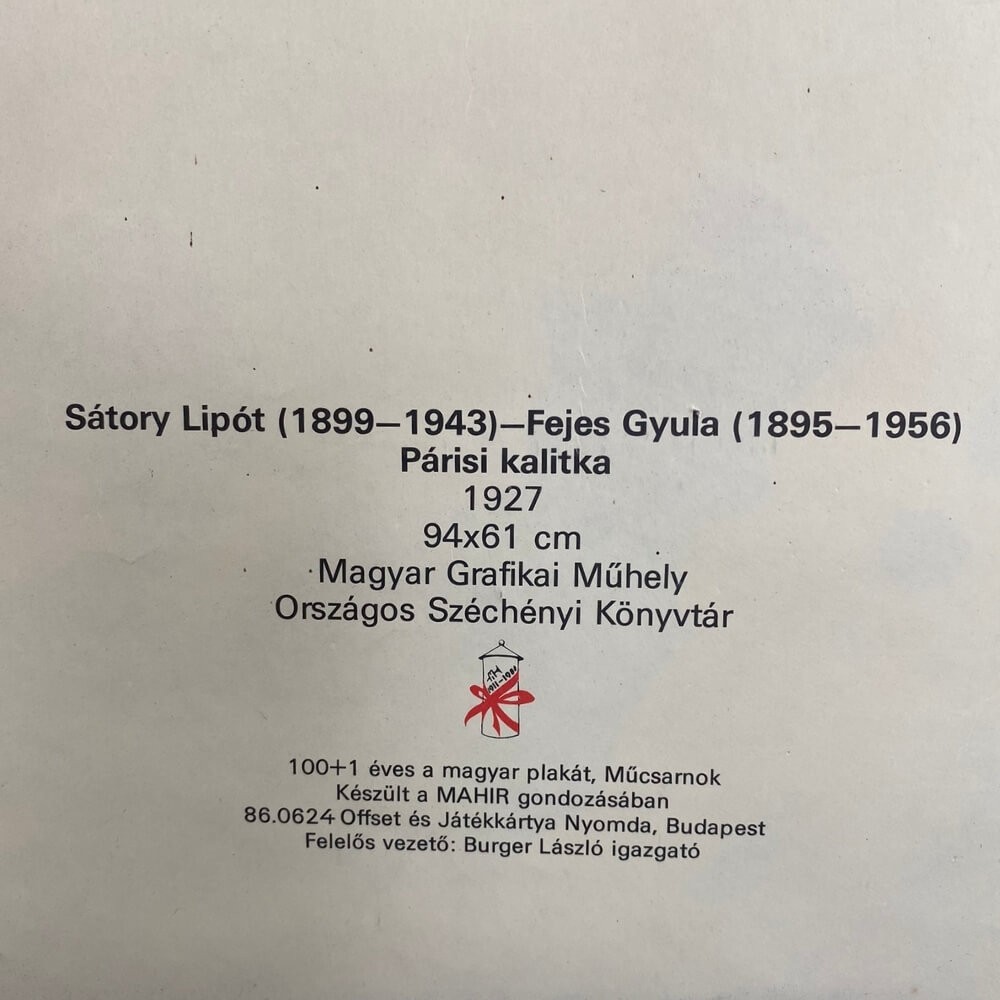 Sátory Lipót (1899–1943)–Fejes Gyula (1895–1956)
Párisi kalitka
1927
94x61 cm
Magyar Grafikai Műhely
Országos Széchényi Könyvtár
100+1 éves a magyar plakát, Műcsarnok
Készült a MAHIR gondozásában
86.0624 Offset és Játékkártya Nyomda, Budapest
Felelős vezető: Burger László igazgató